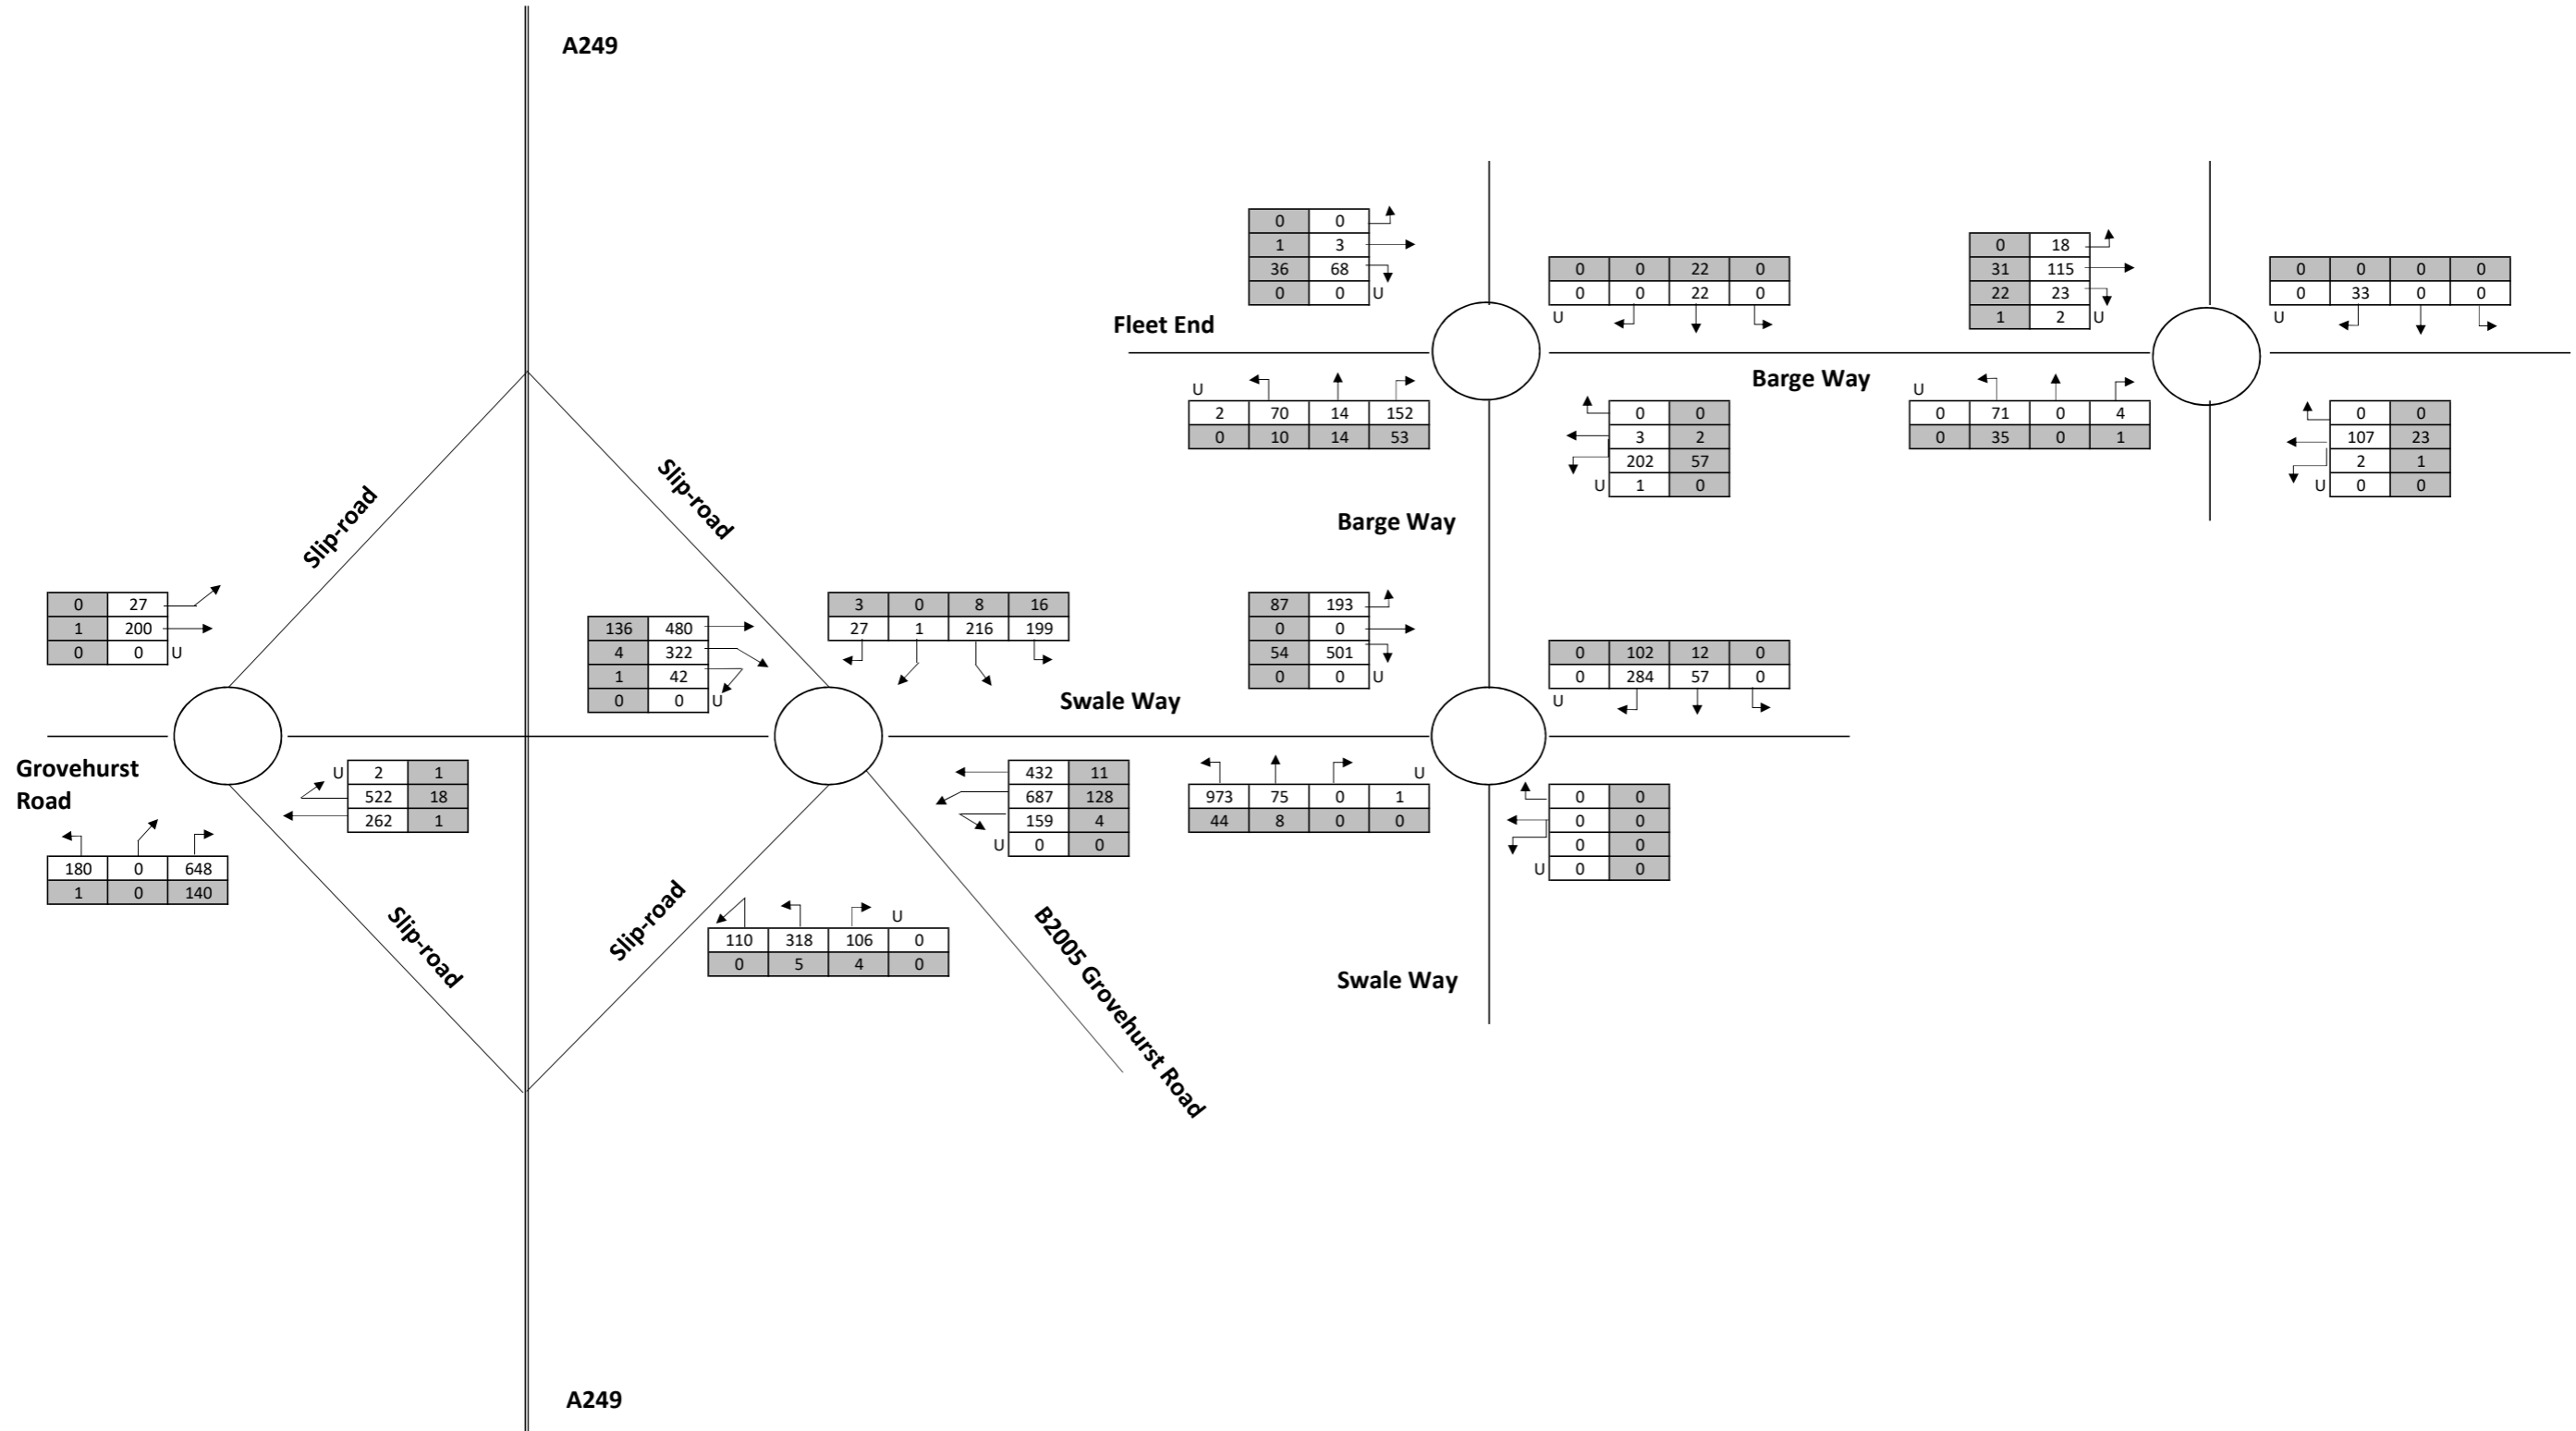 A249
0 0
1 3
36 68
0 0 U
Fleet End
0 0 22 0
0 0 22 0
U
0 18
31 115
22 23
1 2 U
0 0 0 0
0 33 0 0
U
U
2 70 14 152
0 10 14 53
Barge Way
0 0
3 2
202 57
U 1 0
U
0 71 0 4
0 35 0 1
0 0
107 23
2 1
U 0 0
Slip-road
Slip-road
Barge Way
0 27
1 200
0 0 U
136 480
4 322
1 42
0 0 U
3 0 8 16
27 1 216 199
Swale Way
87 193
0 0
54 501
0 0 U
0 102 12 0
0 284 57 0
U
Grovehurst
Road
U 2 1
522 18
262 1
180 0 648
1 0 140
432 11
687 128
159 4
U 0 0
U
973 75 0 1
44 8 0 0
0 0
0 0
0 0
U 0 0
Slip-road
Slip-road
U
110 318 106 0
0 5 4 0
B2005 Grovehurst Road
Swale Way
A249